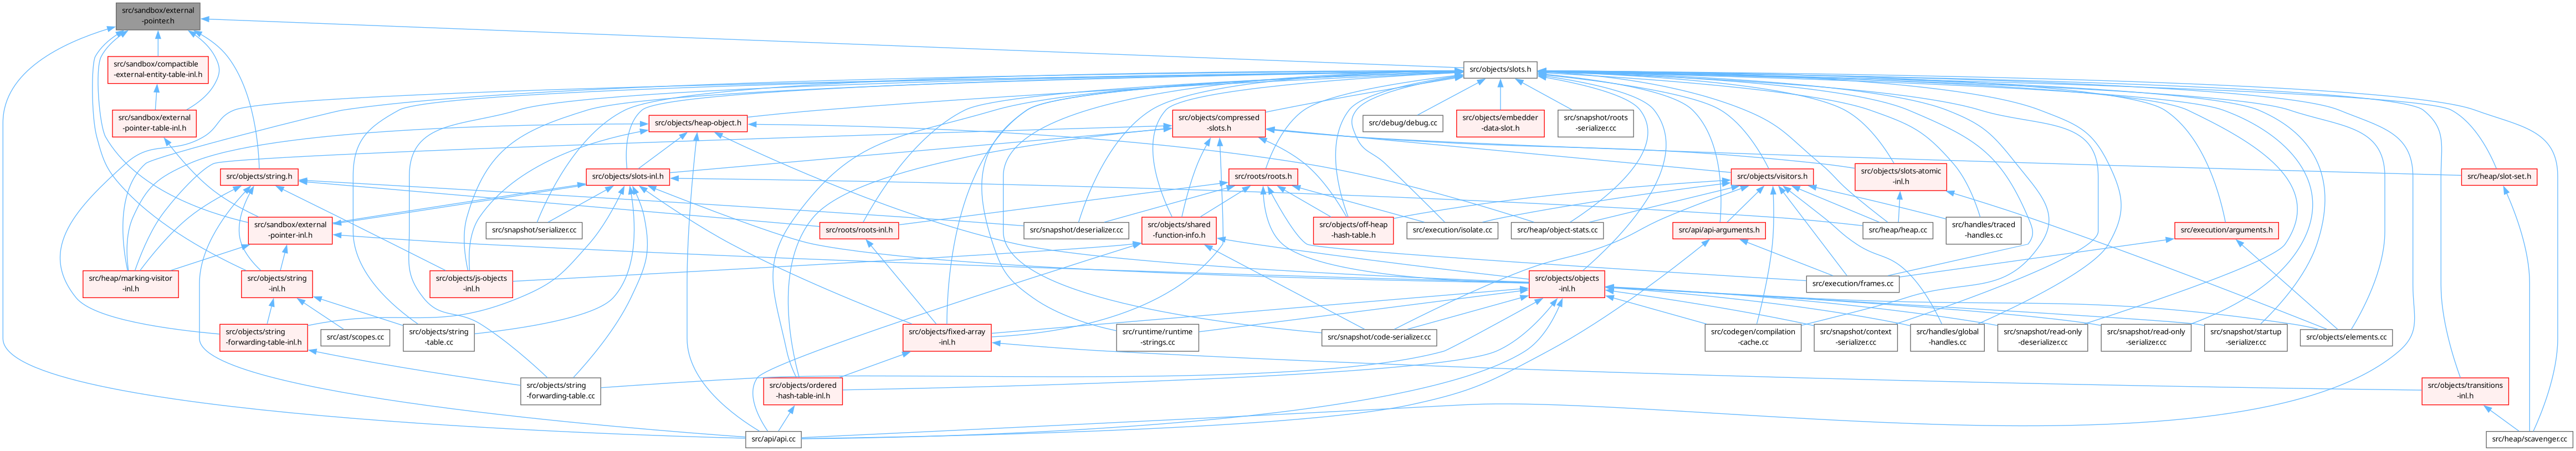 src/sandbox/external
-pointer.h
src/sandbox/compactible
-external-entity-table-inl.h
src/objects/slots.h
src/sandbox/external
-pointer-table-inl.h
src/objects/heap-object.h
src/objects/compressed
-slots.h
src/debug/debug.cc
src/objects/embedder
-data-slot.h
src/snapshot/roots
-serializer.cc
src/objects/string.h
src/objects/slots-inl.h
src/roots/roots.h
src/objects/visitors.h
src/objects/slots-atomic
-inl.h
src/heap/slot-set.h
src/sandbox/external
-pointer-inl.h
src/snapshot/serializer.cc
src/roots/roots-inl.h
src/snapshot/deserializer.cc
src/objects/shared
-function-info.h
src/objects/off-heap
-hash-table.h
src/execution/isolate.cc
src/heap/object-stats.cc
src/api/api-arguments.h
src/heap/heap.cc
src/handles/traced
-handles.cc
src/execution/arguments.h
src/heap/marking-visitor
-inl.h
src/objects/string
-inl.h
src/objects/js-objects
-inl.h
src/objects/objects
-inl.h
src/execution/frames.cc
src/objects/string
-forwarding-table-inl.h
src/ast/scopes.cc
src/objects/string
-table.cc
src/objects/fixed-array
-inl.h
src/runtime/runtime
-strings.cc
src/snapshot/code-serializer.cc
src/codegen/compilation
-cache.cc
src/snapshot/context
-serializer.cc
src/handles/global
-handles.cc
src/snapshot/read-only
-deserializer.cc
src/snapshot/read-only
-serializer.cc
src/snapshot/startup
-serializer.cc
src/objects/elements.cc
src/objects/string
-forwarding-table.cc
src/objects/ordered
-hash-table-inl.h
src/objects/transitions
-inl.h
src/api/api.cc
src/heap/scavenger.cc